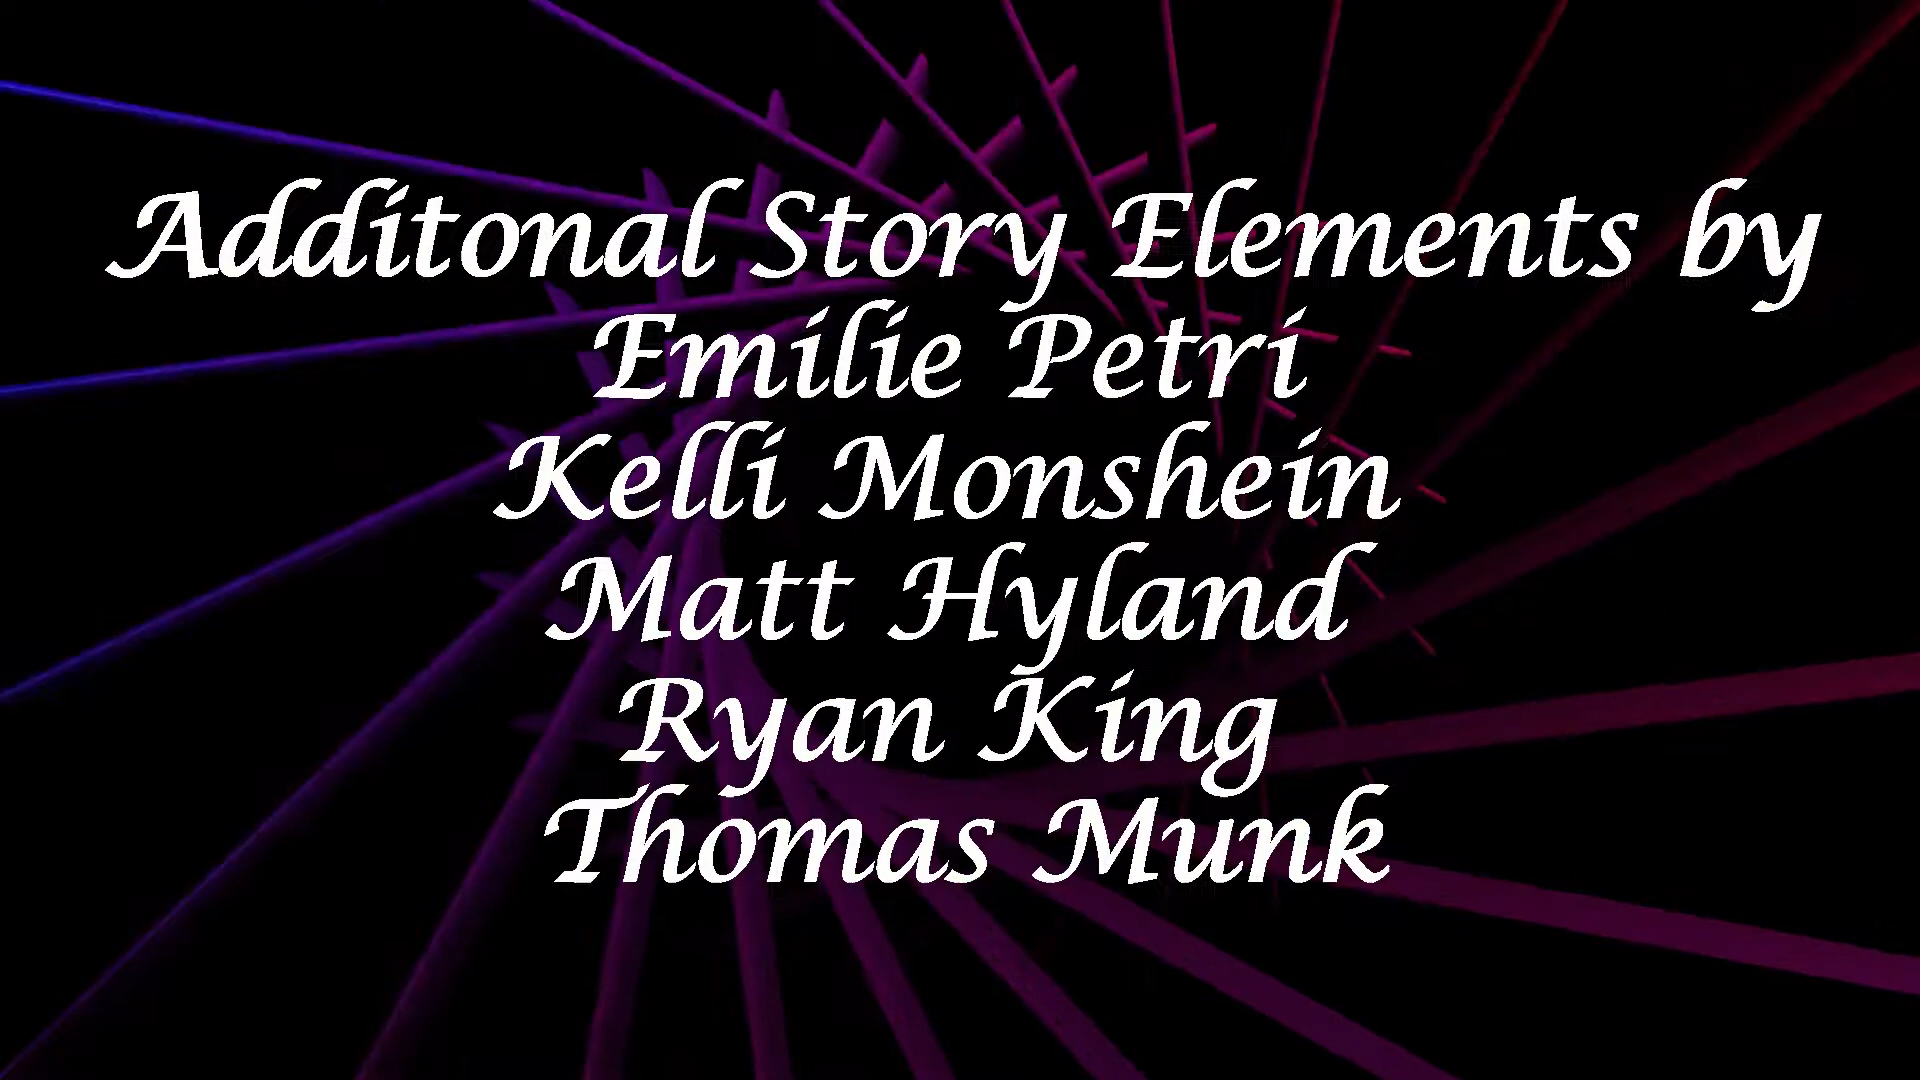 Additonal Story Elements by
Emilie Petri
Kelli Monshein
Matt Hyland
Ryan King
Thomas Munk